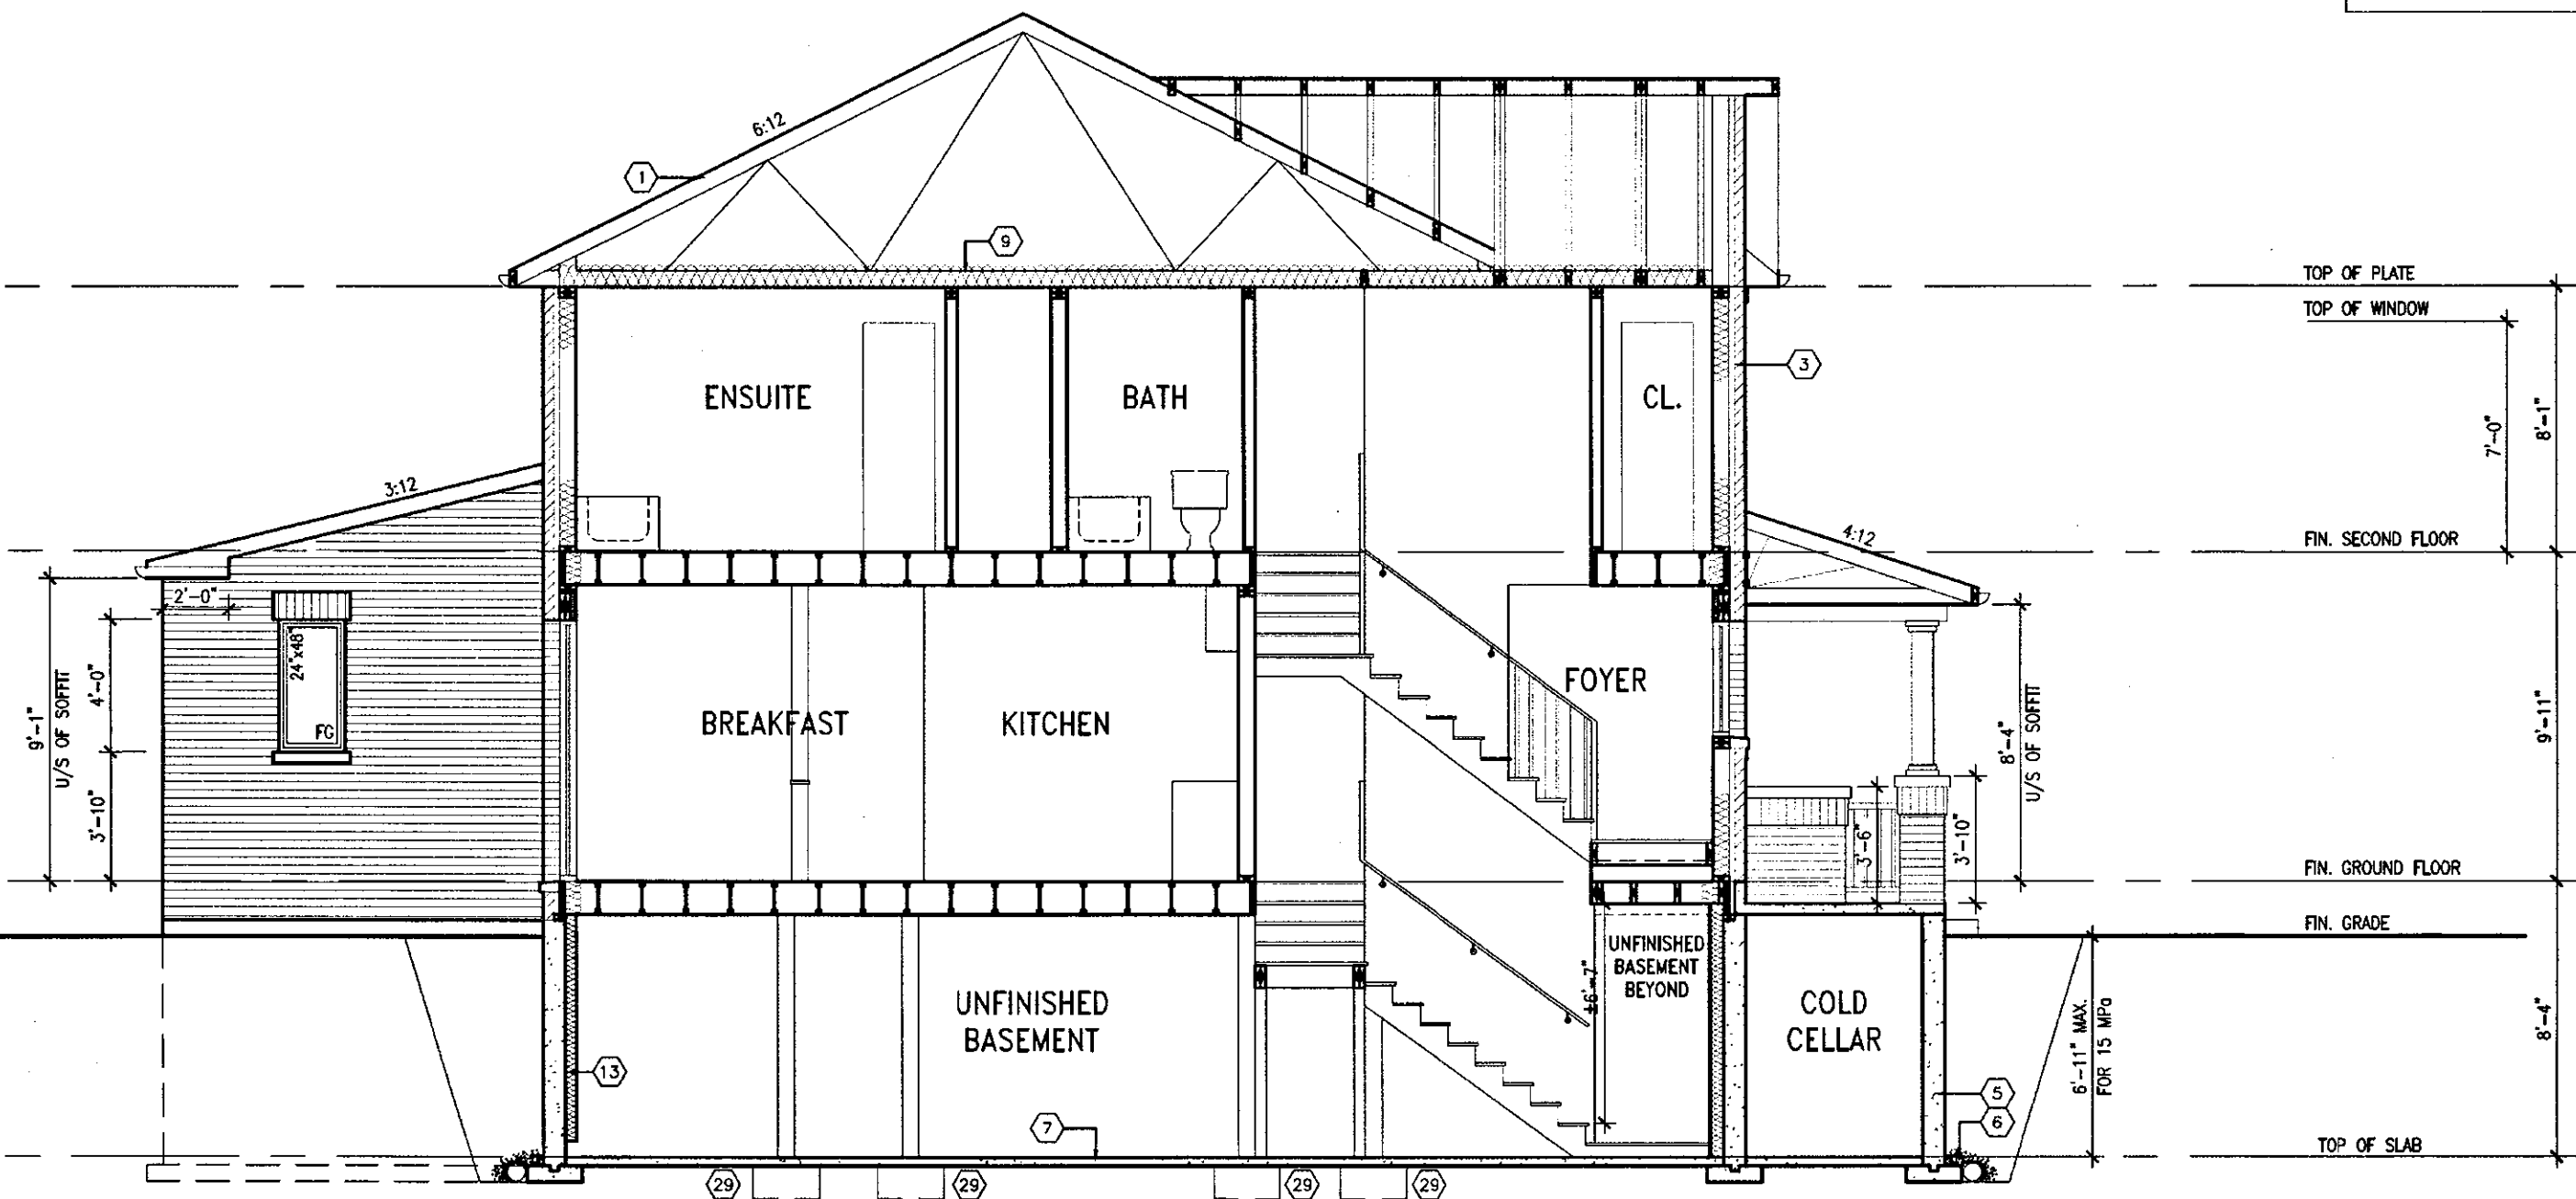 6:12
1
9
TOP OF PLATE
TOP OF WINDOW
3
ENSUITE
BATH
CL.
7'-0"
8'-1"
3:12
4:12
FIN. SECOND FLOOR
2'-0"
24"x48"
FG
4'-0"
9'-1"
U/S OF SOFFIT
3'-10"
BREAKFAST
KITCHEN
FOYER
8'-4"
U/S OF SOFFIT
9'-11"
3'-6"
3'-10"
FIN. GROUND FLOOR
FIN. GRADE
UNFINISHED
BASEMENT
BEYOND
±6'-7"
UNFINISHED
BASEMENT
COLD
CELLAR
6'-11" MAX.
FOR 15 MPa
8'-4"
13
5
6
7
TOP OF SLAB
29
29
29
29